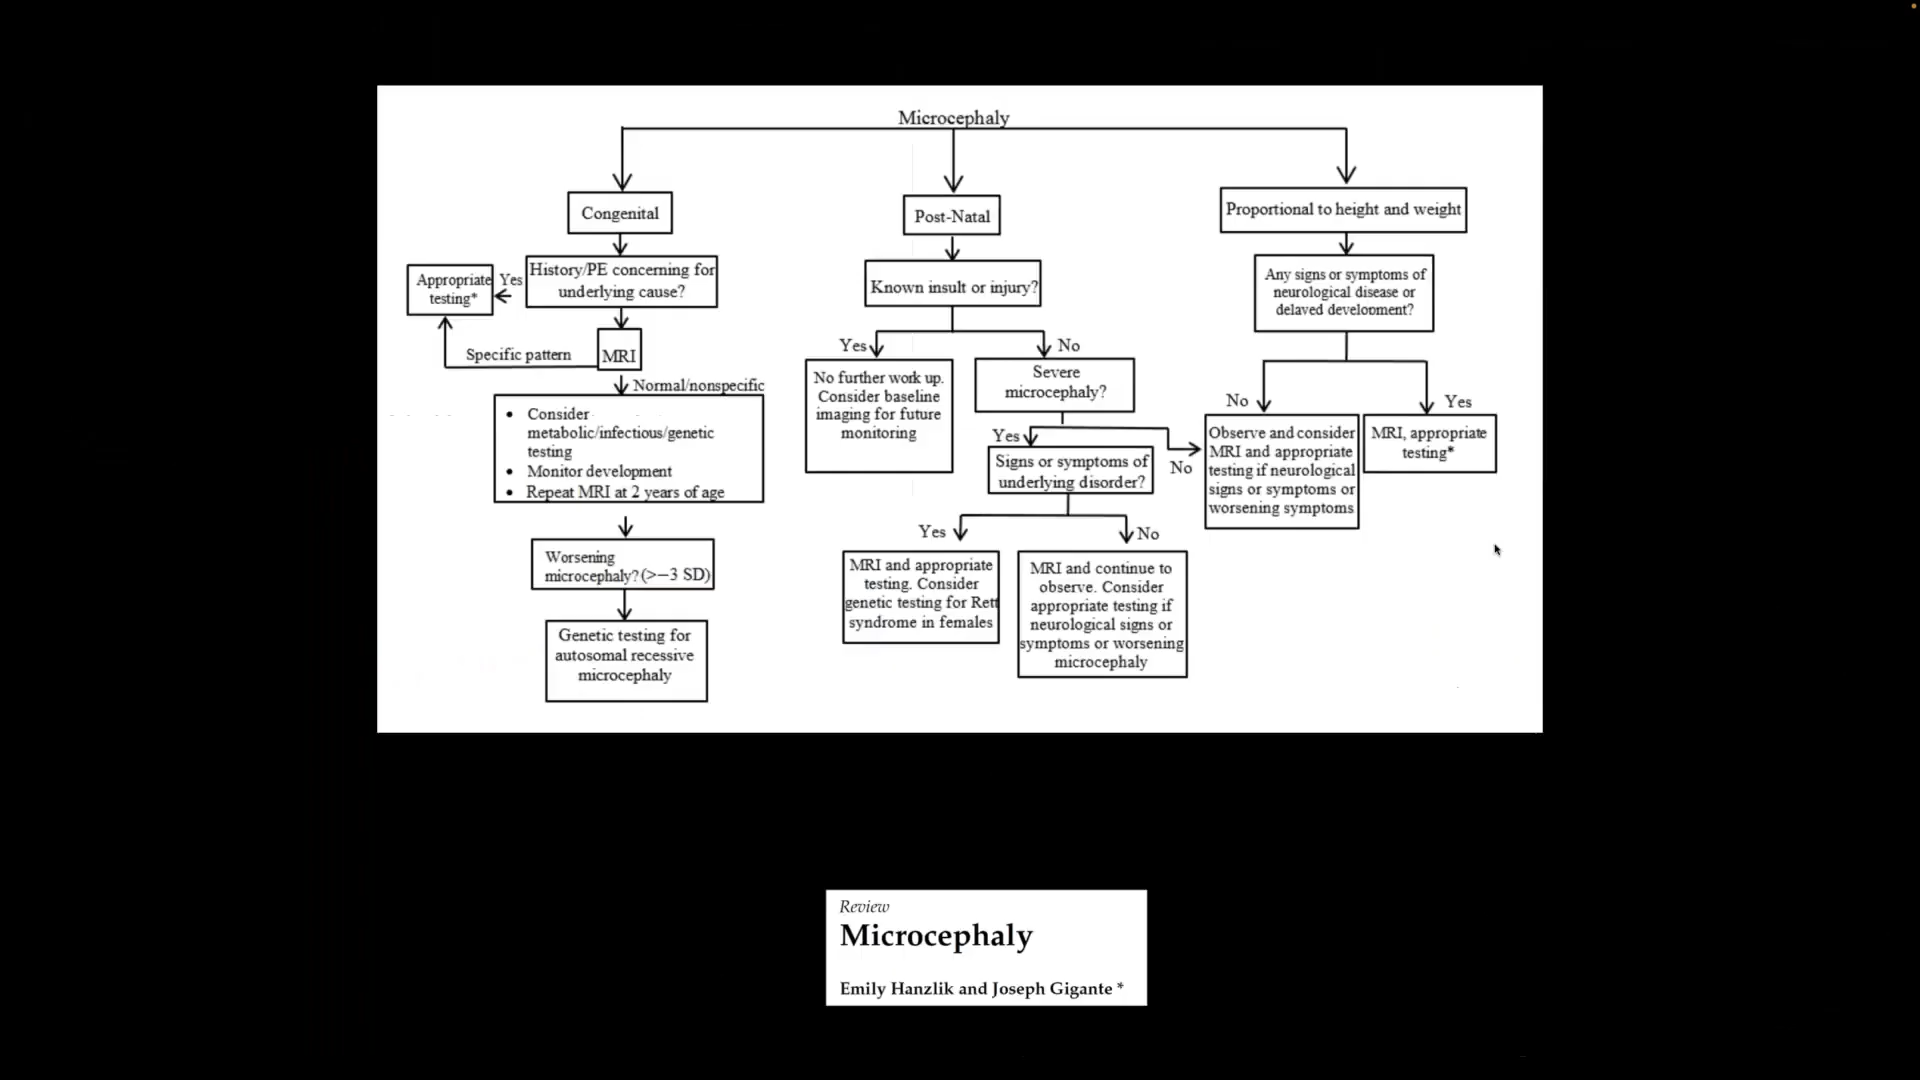 Microcephaly
Congenital
History/PE concerning for
underlying cause?
Yes
Appropriate
testing*
MRI
Specific pattern
Normal/nonspecific
• Consider
metabolic/infectious/genetic
testing
• Monitor development
• Repeat MRI at 2 years of age
Worsening
microcephaly? (>−3 SD)
Genetic testing for
autosomal recessive
microcephaly
Post-Natal
Known insult or injury?
Yes
No
No further work up.
Consider baseline
imaging for future
monitoring
Severe
microcephaly?
Yes
No
Signs or symptoms of
underlying disorder?
Yes
No
MRI and appropriate
testing. Consider
genetic testing for Rett
syndrome in females
MRI and continue to
observe. Consider
appropriate testing if
neurological signs or
symptoms or worsening
microcephaly
Proportional to height and weight
Any signs or symptoms of
neurological disease or
delayed development?
No
Yes
Observe and consider
MRI and appropriate
testing if neurological
signs or symptoms or
worsening symptoms
MRI, appropriate
testing*
Review
Microcephaly
Emily Hanzlik and Joseph Gigante *